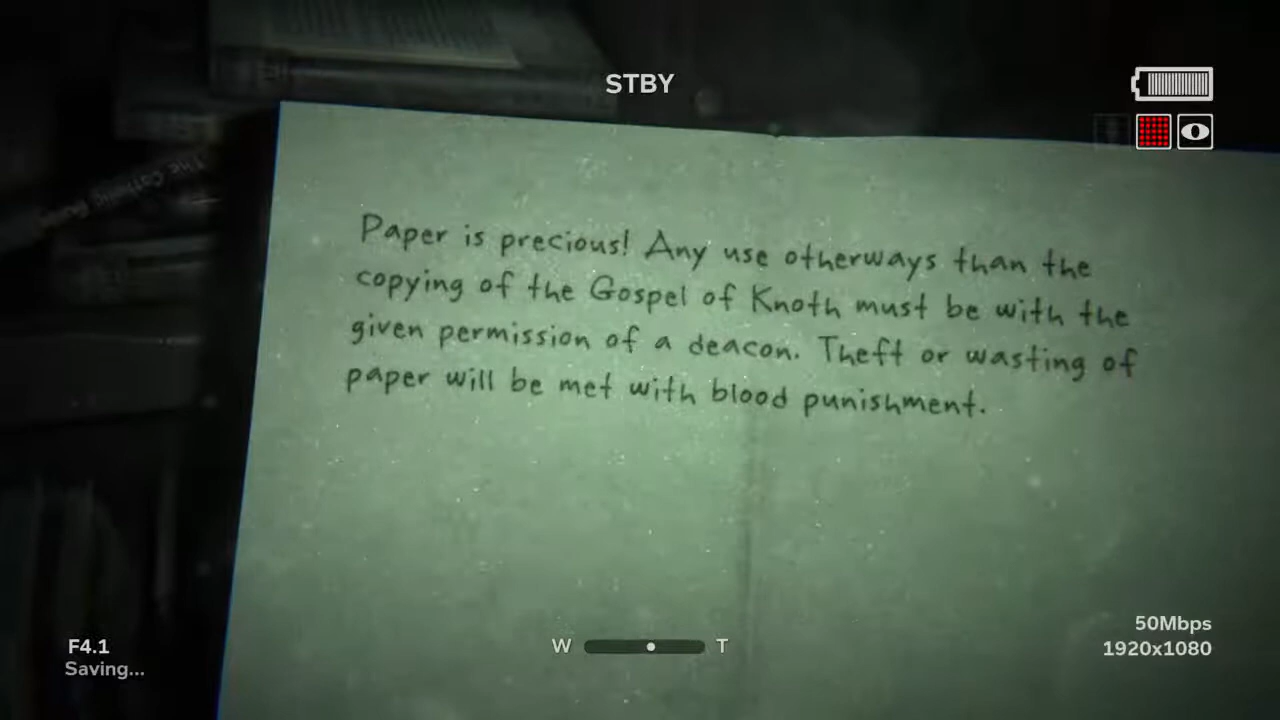 STBY
Paper is precious! Any use otherways than the
copying of the Gospel of Knoth must be with the
given permission of a deacon. Theft or wasting of
paper will be met with blood punishment.
F4.1
Saving...
W T
50Mbps
1920x1080